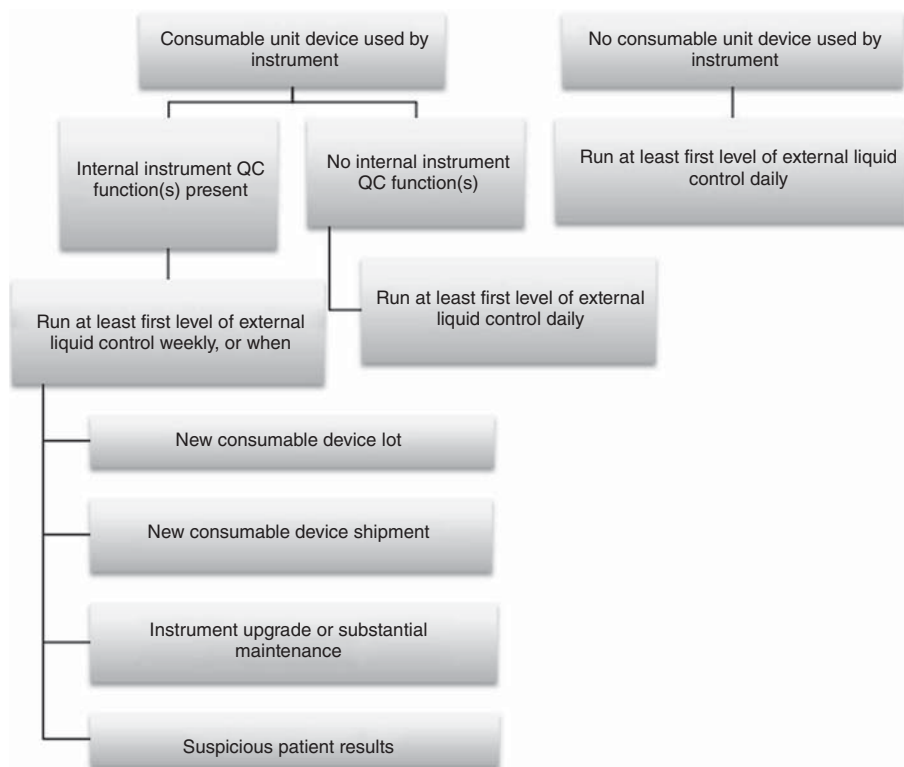 Consumable unit device used by
instrument
No consumable unit device used by
instrument
Internal instrument QC
function(s) present
No internal instrument
QC function(s)
Run at least first level of external liquid
control daily
Run at least first level of external
liquid control weekly, or when
Run at least first level of external
liquid control daily
New consumable device lot
New consumable device shipment
Instrument upgrade or substantial
maintenance
Suspicious patient results